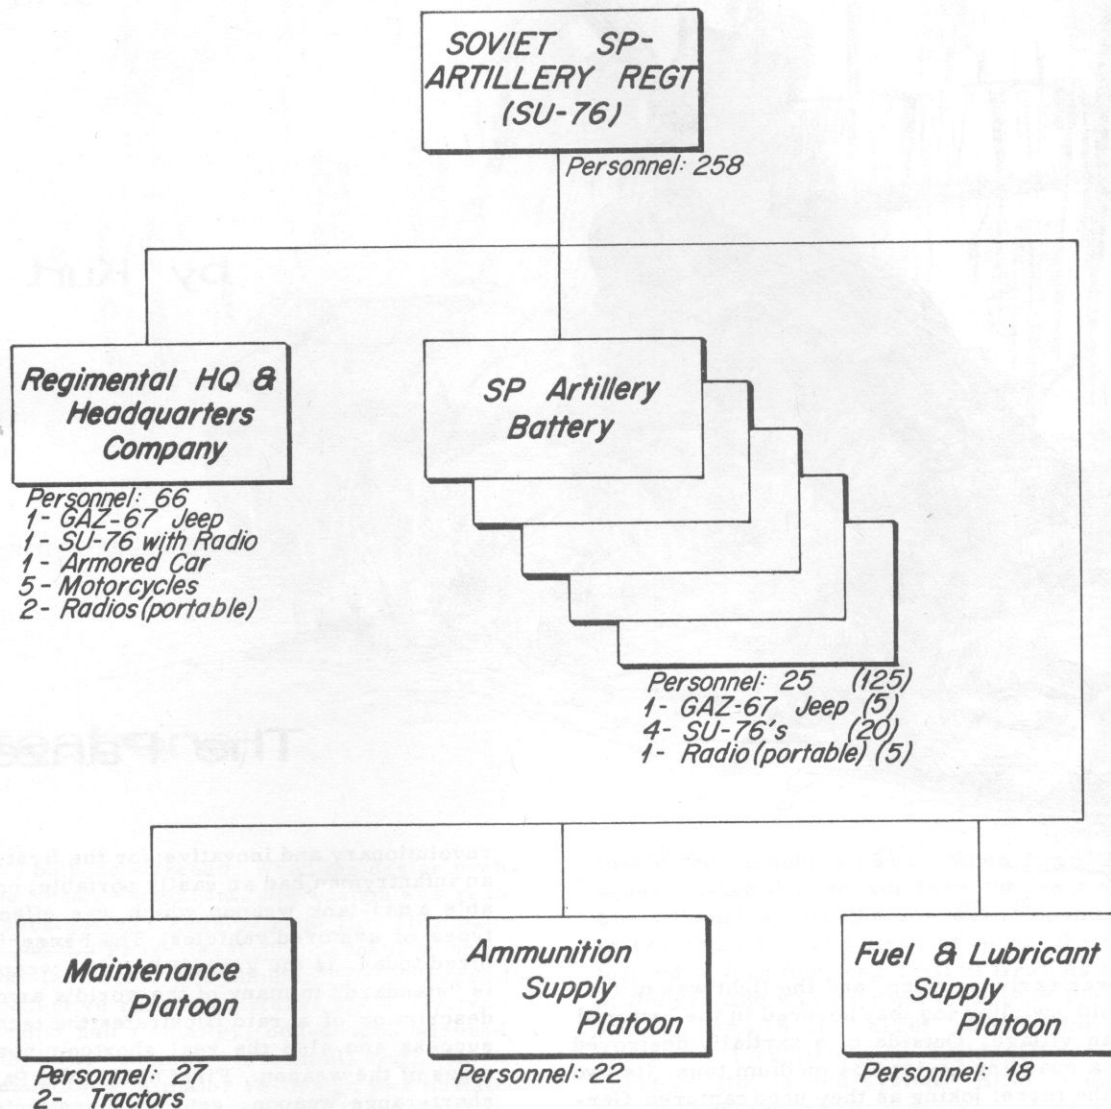 SOVIET SP-
ARTILLERY REGT
(SU-76)
Personnel: 258
Regimental HQ &
Headquarters
Company
Personnel: 66
1- GAZ-67 Jeep
1- SU-76 with Radio
1- Armored Car
5- Motorcycles
2- Radios (portable)
SP Artillery
Battery
Personnel: 25 (125)
1- GAZ-67 Jeep (5)
4- SU-76's (20)
1- Radio (portable) (5)
Maintenance
Platoon
Personnel: 27
2- Tractors
Ammunition
Supply
Platoon
Personnel: 22
Fuel & Lubricant
Supply
Platoon
Personnel: 18